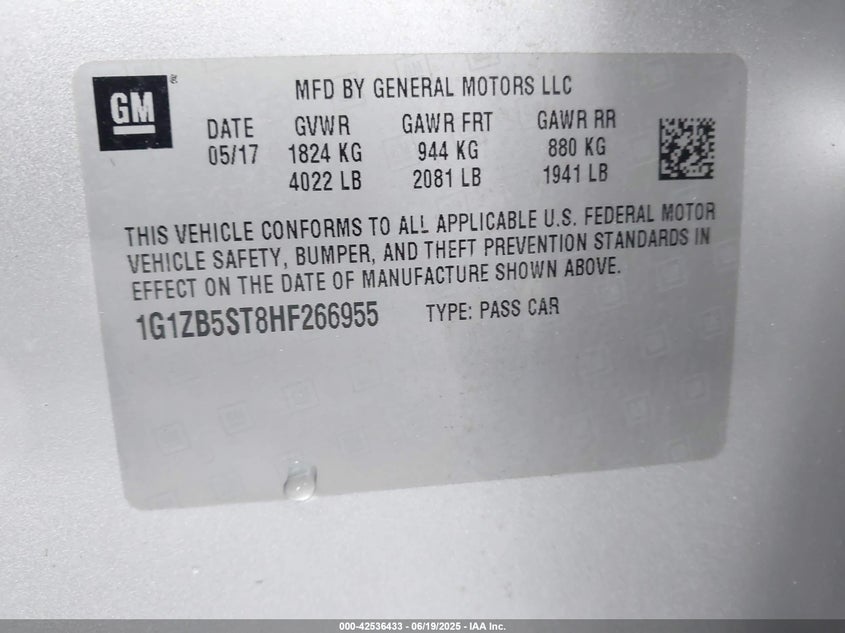 GM®
MFD BY GENERAL MOTORS LLC
DATE GVWR GAWR FRT GAWR RR
05/17 1824 KG 944 KG 880 KG
4022 LB 2081 LB 1941 LB
THIS VEHICLE CONFORMS TO ALL APPLICABLE U.S. FEDERAL MOTOR
VEHICLE SAFETY, BUMPER, AND THEFT PREVENTION STANDARDS IN
EFFECT ON THE DATE OF MANUFACTURE SHOWN ABOVE.
1G1ZB5ST8HF266955 TYPE: PASS CAR
000-42536433 - 06/19/2025 - IAA Inc.